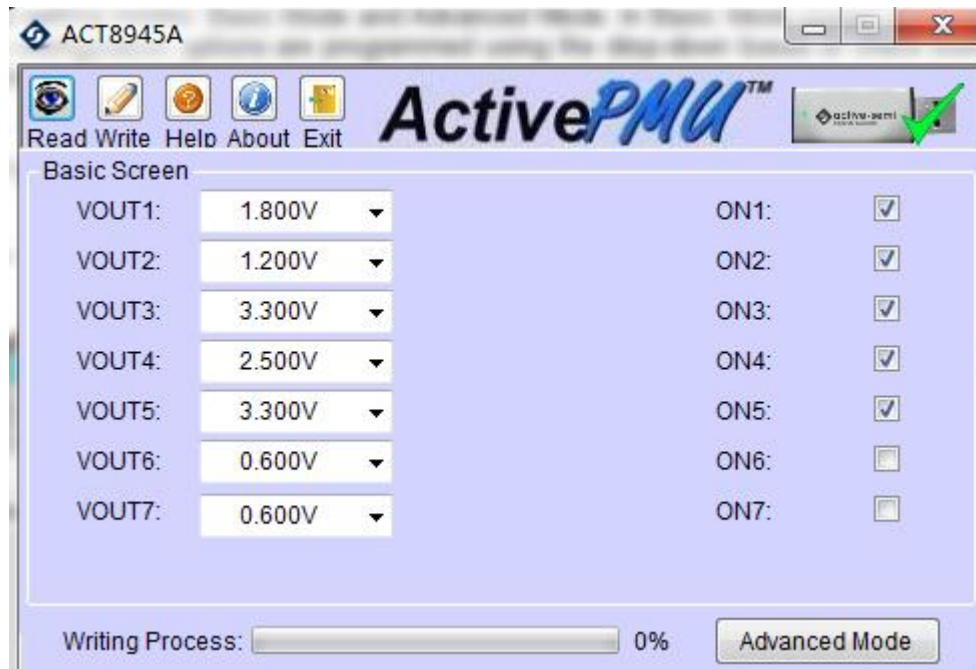 ACT8945A
Read Write Help About Exit
ActivePMU™
active-semi
Basic Screen
VOUT1: 1.800V ON1:
VOUT2: 1.200V ON2:
VOUT3: 3.300V ON3:
VOUT4: 2.500V ON4:
VOUT5: 3.300V ON5:
VOUT6: 0.600V ON6:
VOUT7: 0.600V ON7:
Writing Process: 0% Advanced Mode